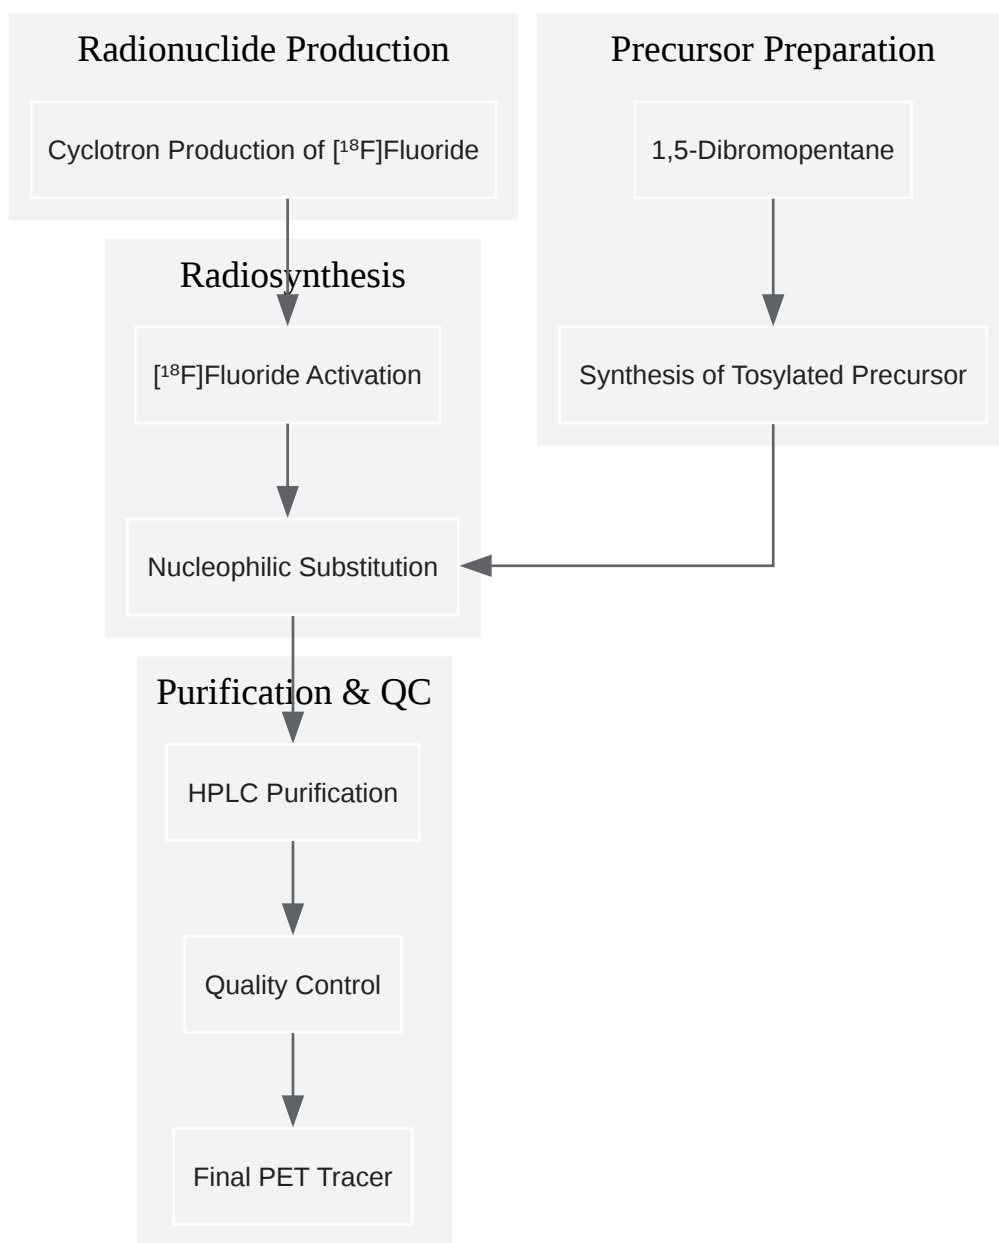 Radionuclide Production
Cyclotron Production of [¹⁸F]Fluoride
Precursor Preparation
1,5-Dibromopentane
Synthesis of Tosylated Precursor
Radiosynthesis
[¹⁸F]Fluoride Activation
Nucleophilic Substitution
Purification & QC
HPLC Purification
Quality Control
Final PET Tracer